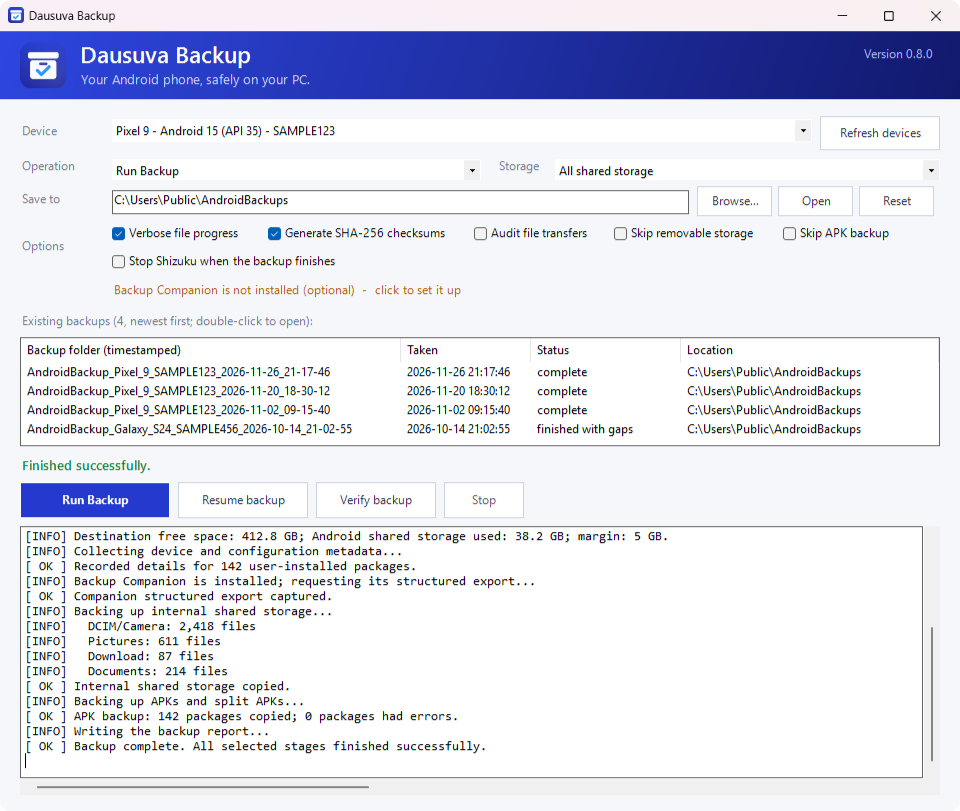 Dausuva Backup
Dausuva Backup
Your Android phone, safely on your PC.
Version 0.8.0
Device
Pixel 9 - Android 15 (API 35) - SAMPLE123
Refresh devices
Operation
Run Backup
Storage
All shared storage
Save to
C:\Users\Public\AndroidBackups
Browse...
Open
Reset
Options
Verbose file progress
Generate SHA-256 checksums
Audit file transfers
Skip removable storage
Skip APK backup
Stop Shizuku when the backup finishes
Backup Companion is not installed (optional) - click to set it up
Existing backups (4, newest first; double-click to open):
Backup folder (timestamped) Taken Status Location
AndroidBackup_Pixel_9_SAMPLE123_2026-11-26_21-17-46 2026-11-26 21:17:46 complete C:\Users\Public\AndroidBackups
AndroidBackup_Pixel_9_SAMPLE123_2026-11-20_18-30-12 2026-11-20 18:30:12 complete C:\Users\Public\AndroidBackups
AndroidBackup_Pixel_9_SAMPLE123_2026-11-02_09-15-40 2026-11-02 09:15:40 complete C:\Users\Public\AndroidBackups
AndroidBackup_Galaxy_S24_SAMPLE456_2026-10-14_21-02-55 2026-10-14 21:02:55 finished with gaps C:\Users\Public\AndroidBackups
Finished successfully.
Run Backup
Resume backup
Verify backup
Stop
[INFO] Destination free space: 412.8 GB; Android shared storage used: 38.2 GB; margin: 5 GB.
[INFO] Collecting device and configuration metadata...
[ OK ] Recorded details for 142 user-installed packages.
[INFO] Backup Companion is installed; requesting its structured export...
[ OK ] Companion structured export captured.
[INFO] Backing up internal shared storage...
[INFO]   DCIM/Camera: 2,418 files
[INFO]   Pictures: 611 files
[INFO]   Download: 87 files
[INFO]   Documents: 214 files
[ OK ] Internal shared storage copied.
[INFO] Backing up APKs and split APKs...
[ OK ] APK backup: 142 packages copied; 0 packages had errors.
[INFO] Writing the backup report...
[ OK ] Backup complete. All selected stages finished successfully.